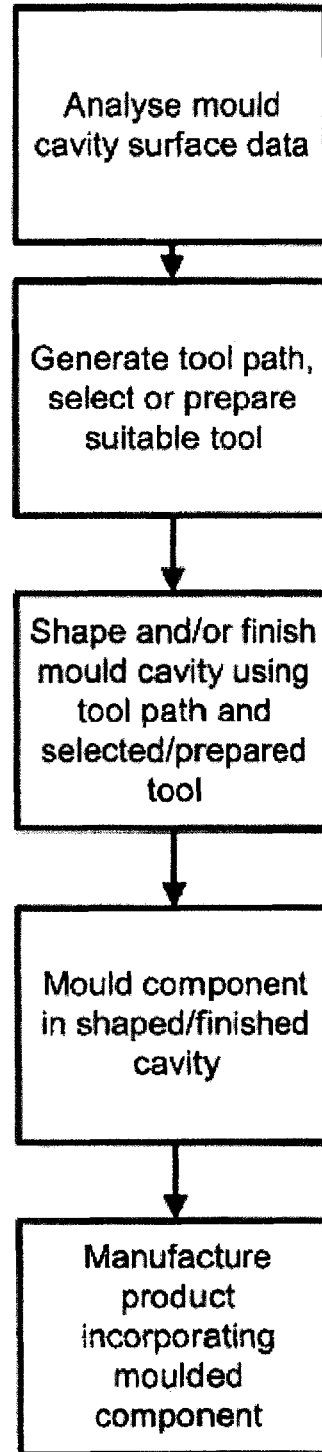 Analyse mould
cavity surface data
Generate tool path,
select or prepare
suitable tool
Shape and/or finish
mould cavity using
tool path and
selected/prepared
tool
Mould component
in shaped/finished
cavity
Manufacture
product
incorporating
moulded
component